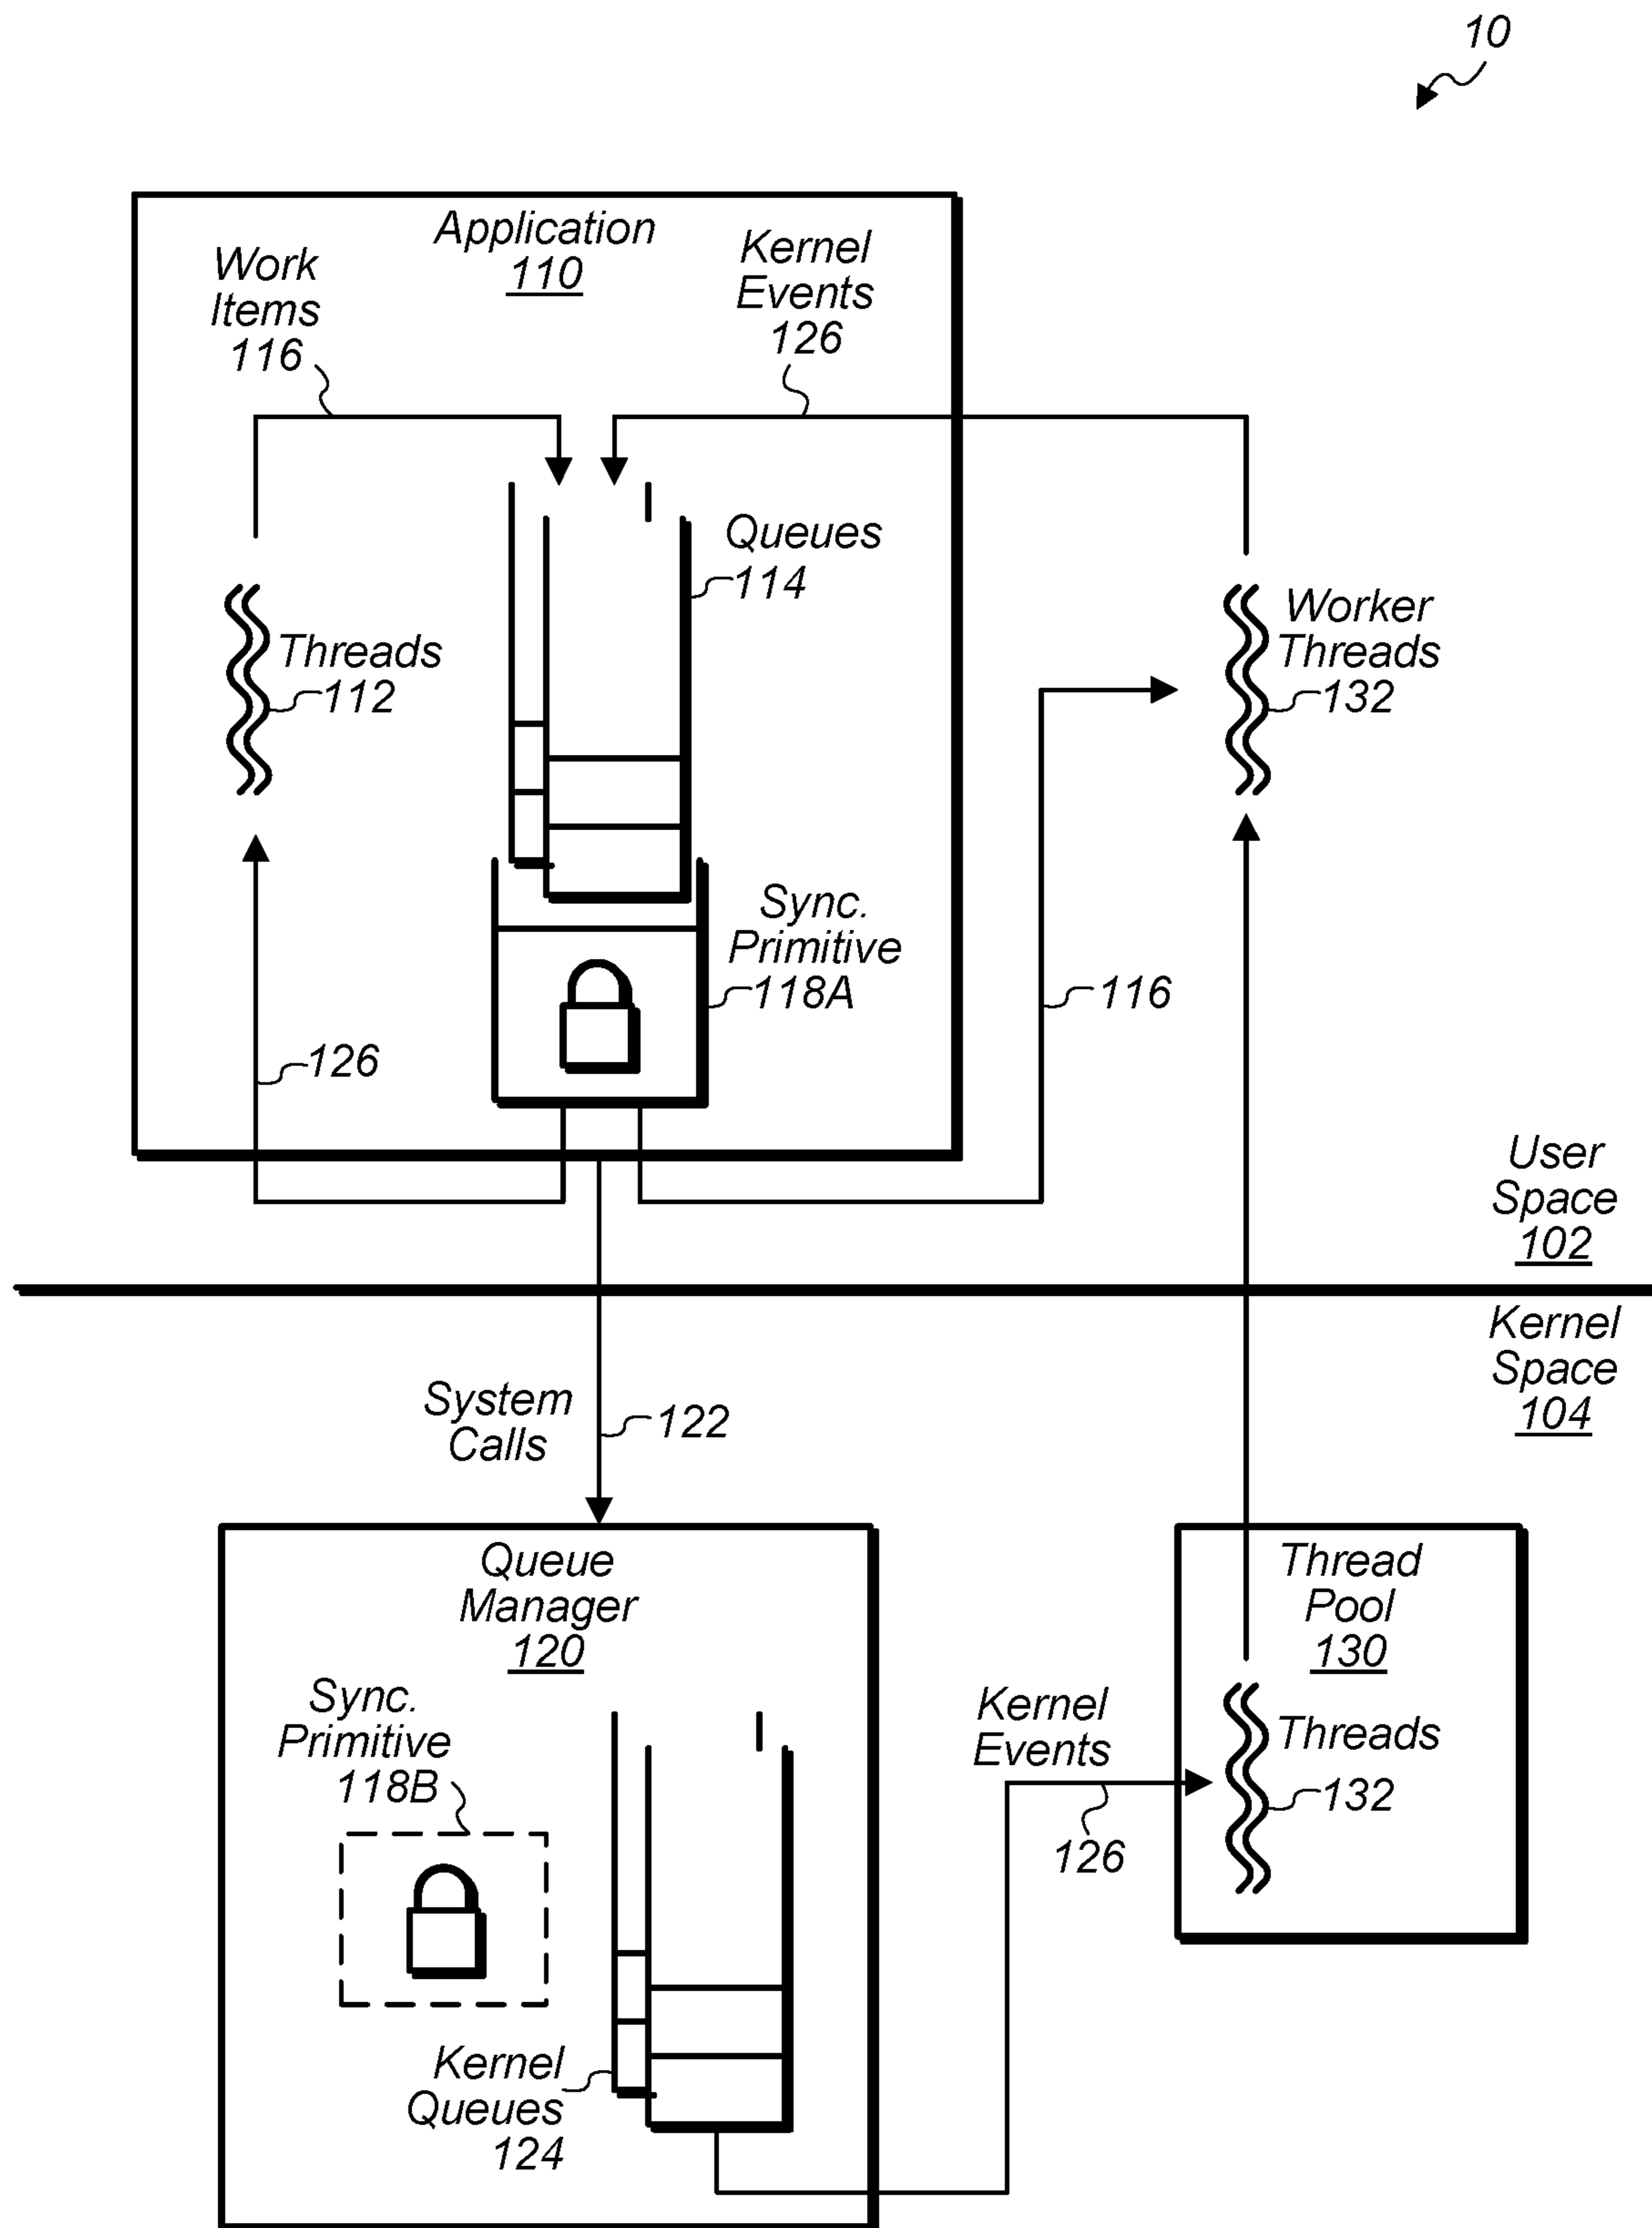 10
Application
110
Work
Items
116
Kernel
Events
126
Queues
114
Threads
112
Worker
Threads
132
Sync.
Primitive
118A
116
126
User
Space
102
Kernel
Space
104
System
Calls
122
Queue
Manager
120
Thread
Pool
130
Sync.
Primitive
118B
Kernel
Events
126
Threads
132
Kernel
Queues
124